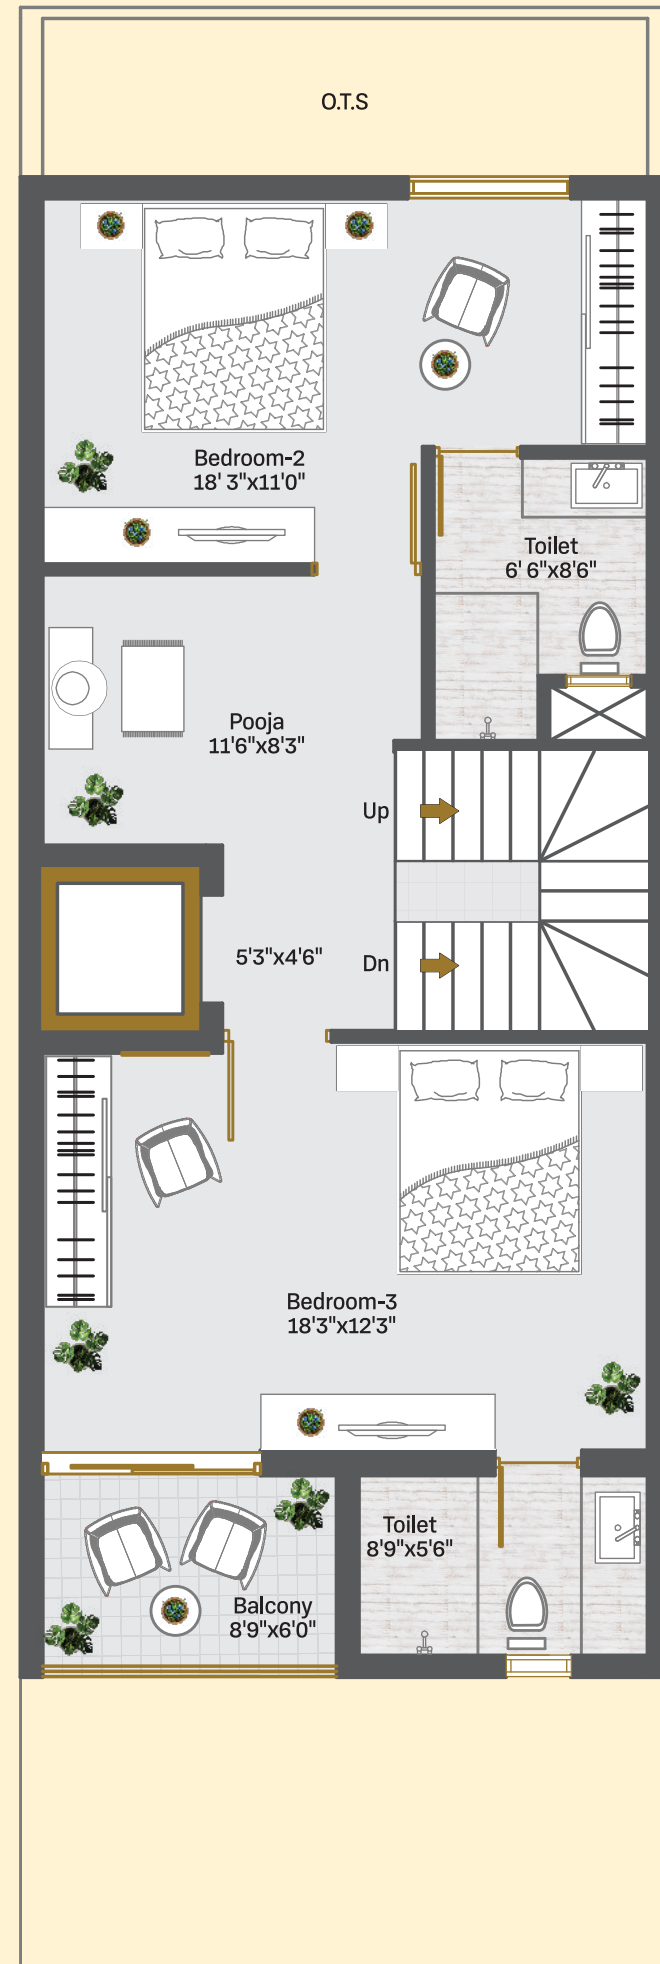 O.T.S
Bedroom-2
18' 3"x11'0"
Toilet
6' 6"x8'6"
Pooja
11'6"x8'3"
Up
5'3"x4'6"
Dn
Bedroom-3
18'3"x12'3"
Toilet
8'9"x5'6"
Balcony
8'9"x6'0"